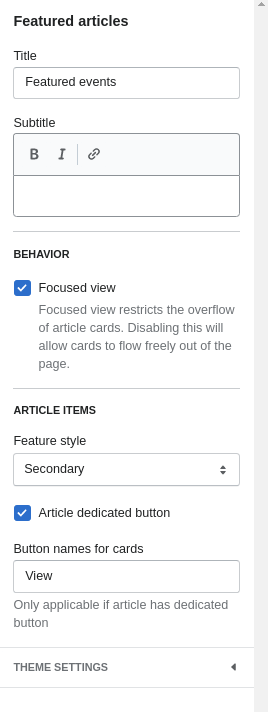 Featured articles
Title
Featured events
Subtitle
B I
BEHAVIOR
Focused view
Focused view restricts the overflow
of article cards. Disabling this will
allow cards to flow freely out of the
page.
ARTICLE ITEMS
Feature style
Secondary
Article dedicated button
Button names for cards
View
Only applicable if article has dedicated
button
THEME SETTINGS